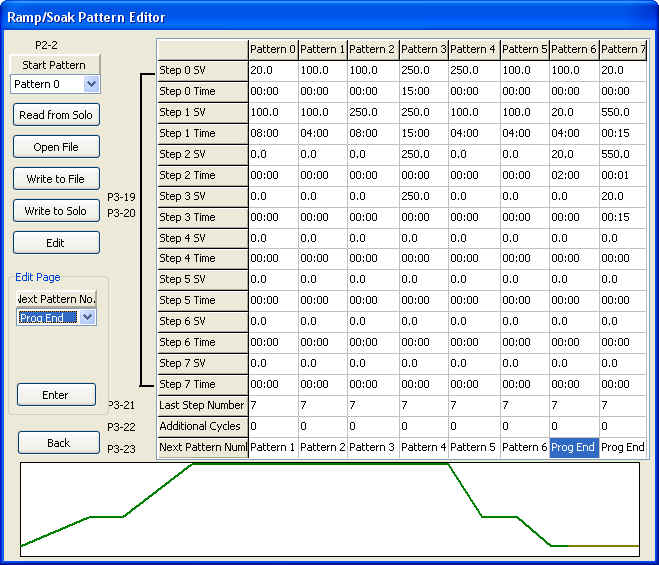 Ramp/Soak Pattern Editor
P2-2
Start Pattern
Pattern 0
Read from Solo
Open File
Write to File
Write to Solo
Edit
P3-19
P3-20
Edit Page
Next Pattern No.
Prog End
Enter
Back
P3-21
P3-22
P3-23
Pattern 0 Pattern 1 Pattern 2 Pattern 3 Pattern 4 Pattern 5 Pattern 6 Pattern 7
Step 0 SV 20.0 100.0 100.0 250.0 250.0 100.0 100.0 20.0
Step 0 Time 00:00 00:00 00:00 15:00 00:00 00:00 00:00 00:00
Step 1 SV 100.0 100.0 250.0 250.0 100.0 100.0 20.0 550.0
Step 1 Time 08:00 04:00 08:00 15:00 04:00 04:00 04:00 00:15
Step 2 SV 0.0 0.0 0.0 250.0 0.0 0.0 20.0 550.0
Step 2 Time 00:00 00:00 00:00 15:00 00:00 00:00 02:00 00:01
Step 3 SV 0.0 0.0 0.0 250.0 0.0 0.0 0.0 20.0
Step 3 Time 00:00 00:00 00:00 00:00 00:00 00:00 00:00 00:15
Step 4 SV 0.0 0.0 0.0 0.0 0.0 0.0 0.0 0.0
Step 4 Time 00:00 00:00 00:00 00:00 00:00 00:00 00:00 00:00
Step 5 SV 0.0 0.0 0.0 0.0 0.0 0.0 0.0 0.0
Step 5 Time 00:00 00:00 00:00 00:00 00:00 00:00 00:00 00:00
Step 6 SV 0.0 0.0 0.0 0.0 0.0 0.0 0.0 0.0
Step 6 Time 00:00 00:00 00:00 00:00 00:00 00:00 00:00 00:00
Step 7 SV 0.0 0.0 0.0 0.0 0.0 0.0 0.0 0.0
Step 7 Time 00:00 00:00 00:00 00:00 00:00 00:00 00:00 00:00
Last Step Number 7 7 7 7 7 7 7 7
Additional Cycles 0 0 0 0 0 0 0 0
Next Pattern Numl Pattern 1 Pattern 2 Pattern 3 Pattern 4 Pattern 5 Pattern 6 Prog End Prog End